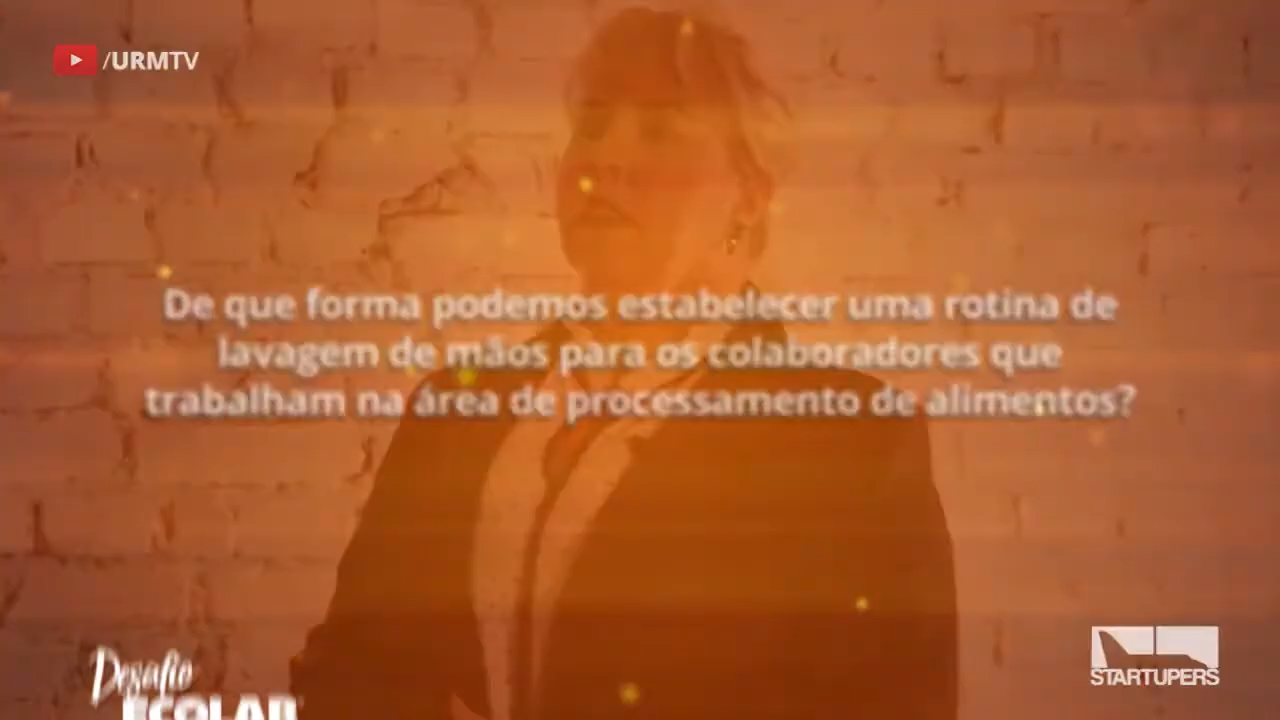 /URMTV
De que forma podemos estabelecer uma rotina de
lavagem de mãos para os colaboradores que
trabalham na área de processamento de alimentos?
Desafio
ECOLAB
STARTUPERS